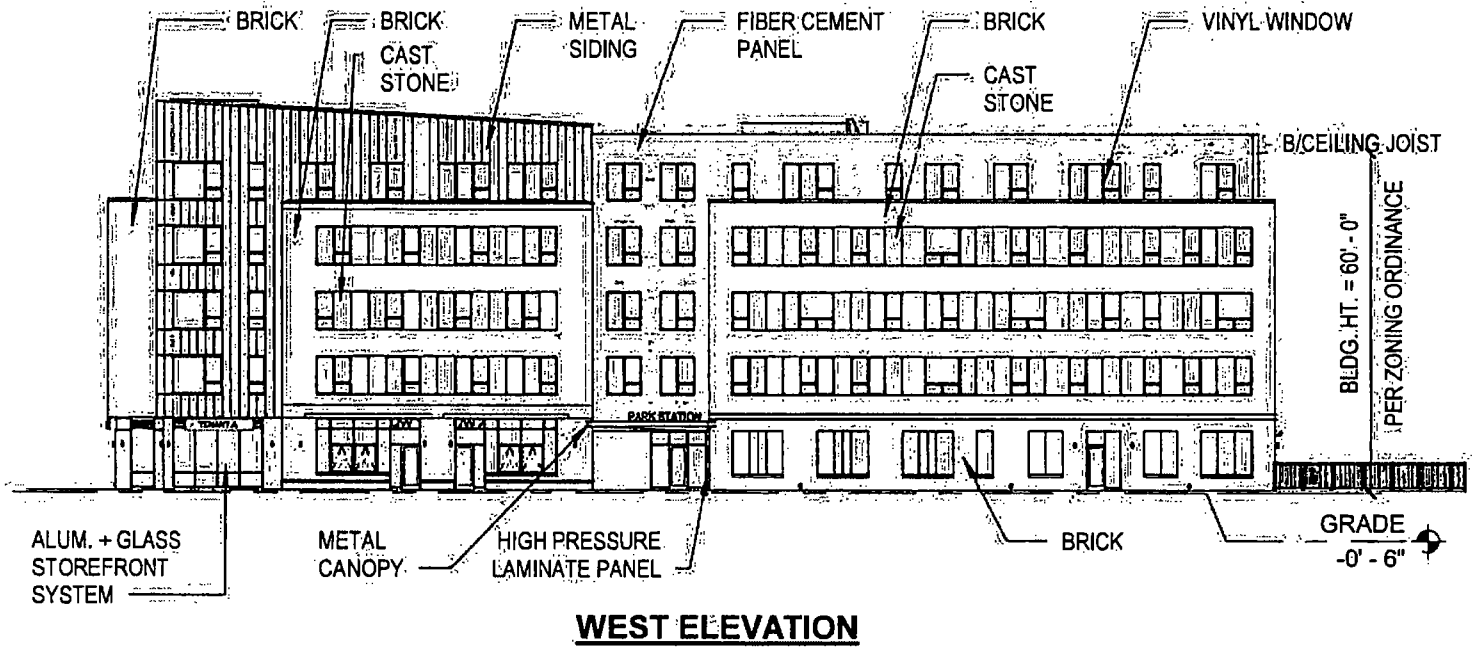 BRICK
BRICK
CAST
STONE
METAL
SIDING
FIBER CEMENT
PANEL
BRICK
CAST
STONE
VINYL WINDOW
B/CEILING JOIST
BLDG. HT. = 60'-0"
PER ZONING ORDINANCE
PARK STATION
TENANT A
ALUM. + GLASS
STOREFRONT
SYSTEM
METAL
CANOPY
HIGH PRESSURE
LAMINATE PANEL
BRICK
GRADE
-0' - 6"
WEST ELEVATION